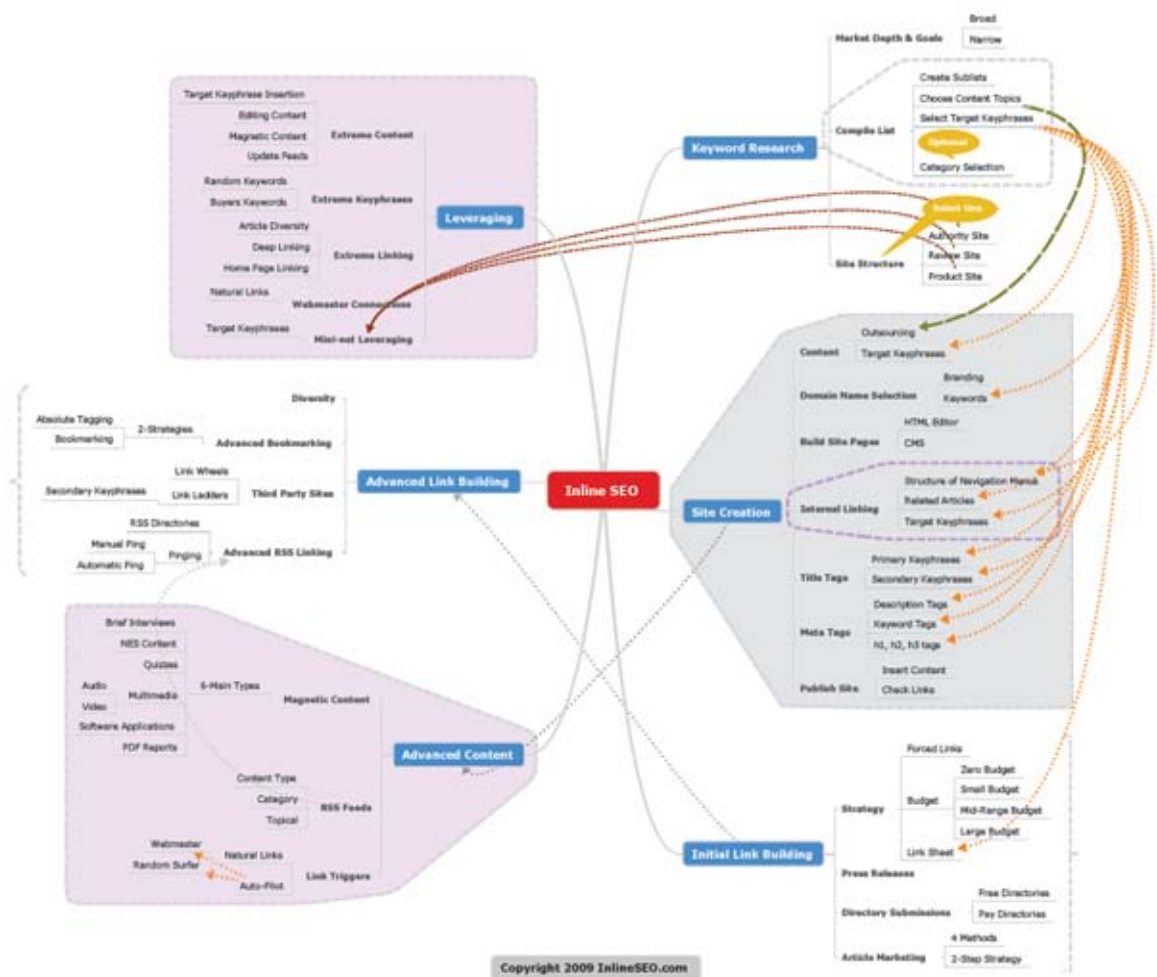 Inline SEO
Keyword Research
Market Depth & Goals
Broad
Narrow
Compile List
Create Sublists
Choose Content Topics
Select Target Keyphrases
Optional
Category Selection
Site Structure
Select One
Authority Site
Review Site
Product Site
Site Creation
Content
Outsourcing
Target Keyphrases
Domain Name Selection
Branding
Keywords
Build Site Pages
HTML Editor
CMS
Internal Linking
Structure of Navigation Menus
Related Articles
Target Keyphrases
Title Tags
Primary Keyphrases
Secondary Keyphrases
Meta Tags
Description Tags
Keyword Tags
h1, h2, h3 tags
Publish Site
Insert Content
Check Links
Initial Link Building
Strategy
Forced Links
Budget
Zero Budget
Small Budget
Mid-Range Budget
Large Budget
Link Sheet
Press Releases
Directory Submissions
Free Directories
Pay Directories
Article Marketing
4 Methods
2-Step Strategy
Leveraging
Extreme Content
Target Keyphrase Insertion
Editing Content
Magnetic Content
Update Feeds
Extreme Keyphrases
Random Keywords
Buyers Keywords
Extreme Linking
Article Diversity
Deep Linking
Home Page Linking
Webmaster Connections
Natural Links
Mini-net Leveraging
Target Keyphrases
Advanced Link Building
Diversity
Advanced Bookmarking
2-Strategies
Absolute Tagging
Bookmarking
Third Party Sites
Link Wheels
Link Ladders
Secondary Keyphrases
Advanced RSS Linking
RSS Directories
Pinging
Manual Ping
Automatic Ping
Advanced Content
Magnetic Content
6-Main Types
Brief Interviews
NES Content
Quizzes
Multimedia
Audio
Video
Software Applications
PDF Reports
RSS Feeds
Content Type
Category
Topical
Link Triggers
Natural Links
Auto-Pilot
Webmaster
Random Surfer
Copyright 2009 InlineSEO.com